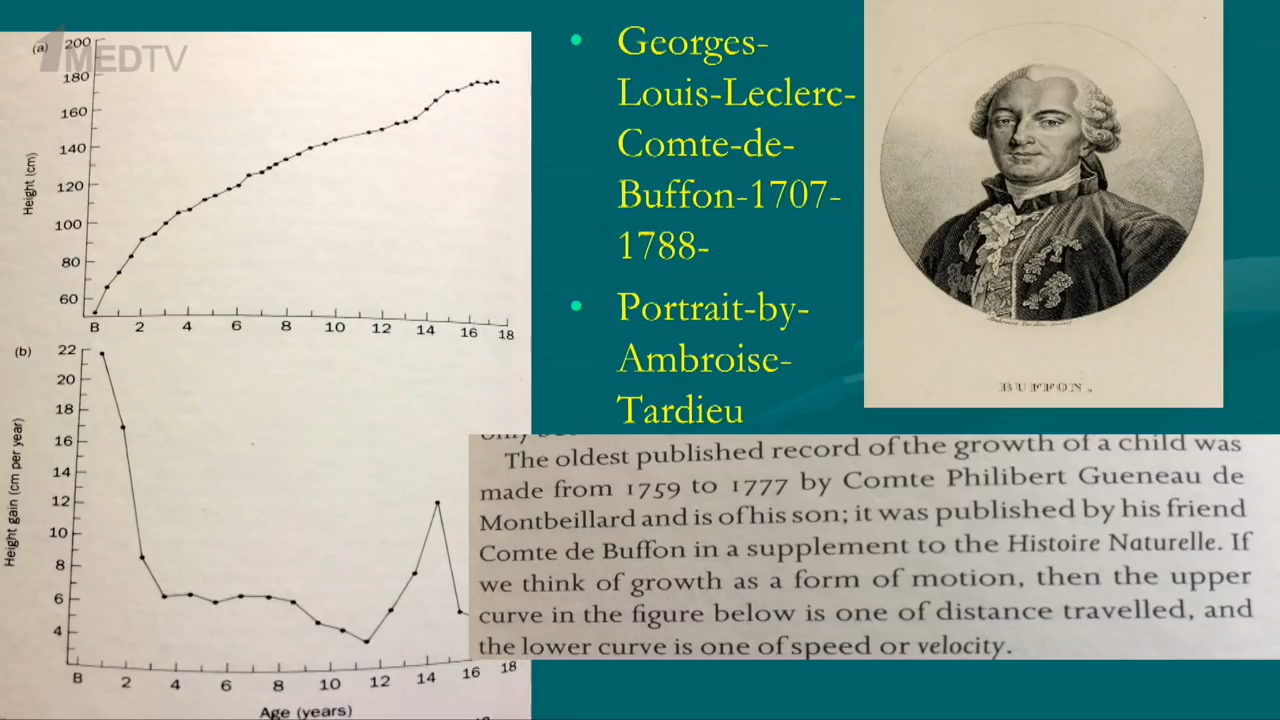 (a)
1MEDTV
200
180
160
140
120
100
80
60
Height (cm)
B 2 4 6 8 10 12 14 16 18
(b)
22
20
18
16
14
12
10
8
6
4
Height gain (cm per year)
B 2 4 6 8 10 12 14 16 18
Age (years)
• Georges-
Louis-Leclerc-
Comte-de-
Buffon-1707-
1788-
• Portrait-by-
Ambroise-
Tardieu
BUFFON.
The oldest published record of the growth of a child was
made from 1759 to 1777 by Comte Philibert Gueneau de
Montbeillard and is of his son; it was published by his friend
Comte de Buffon in a supplement to the Histoire Naturelle. If
we think of growth as a form of motion, then the upper
curve in the figure below is one of distance travelled, and
the lower curve is one of speed or velocity.